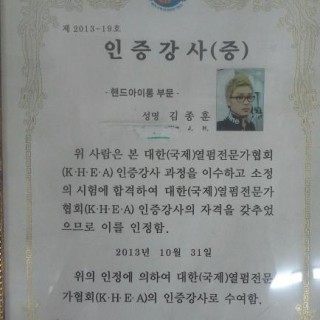 제 2013-19호
인증강사(증)
- 핸드아이롱 부문 -
성명 김종훈
J. H.
위 사람은 본 대한(국제)열펌전문가협회
(K·H·E·A) 인증강사 과정을 이수하고 소정
의 시험에 합격하여 대한(국제)열펌전문가
협회(K·H·E·A) 인증강사의 자격을 갖추었
으므로 이를 인정함.
2013년 10월 31일
위의 인정에 의하여 대한(국제)열펌전문
가협회(K·H·E·A)의 인증강사로 수여함.